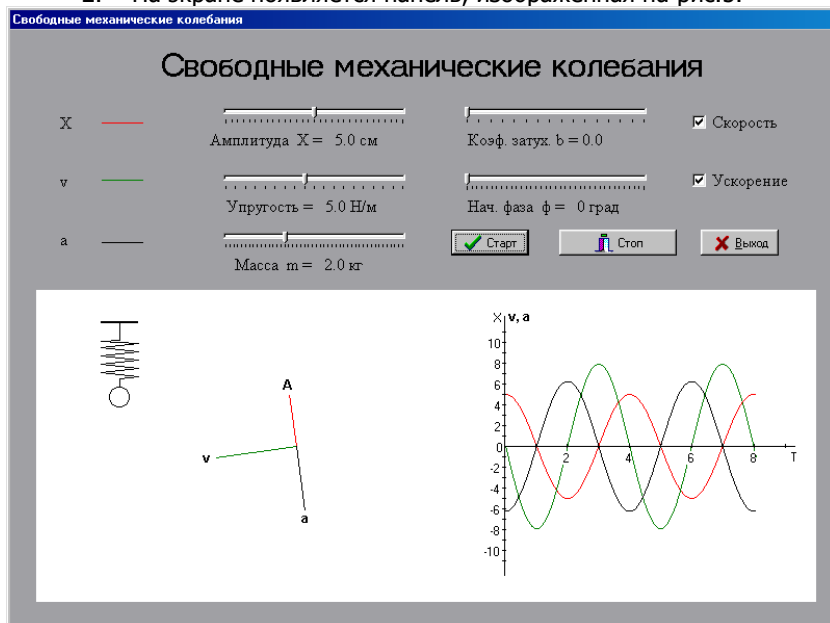 2. На экране появляется панель, изображенная на рис.3.
Свободные механические колебания
Свободные механические колебания
X
Амплитуда X = 5.0 см
Коэф. затух. b = 0.0
Скорость
v
Упругость = 5.0 Н/м
Нач. фаза ф = 0 град
Ускорение
a
Масса m = 2.0 кг
Старт
Стоп
Выход
X v, a
10
8
6
4
2
0
-2
-4
-6
-8
-10
2 4 6 8 T
A
v
a